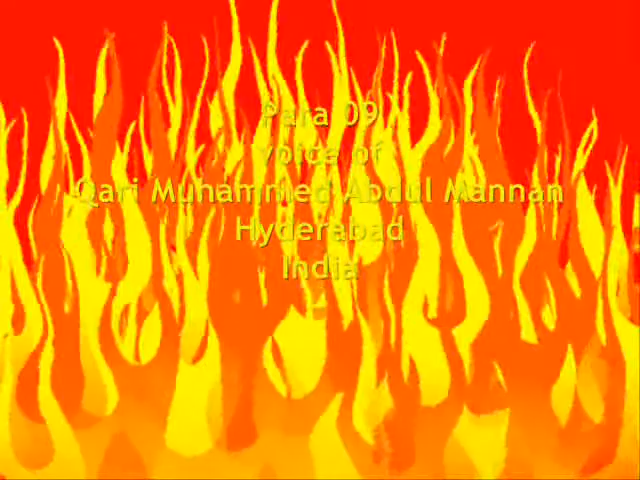 Para 09
voice of
Qari Muhammed Abdul Mannan
Hyderabad
India